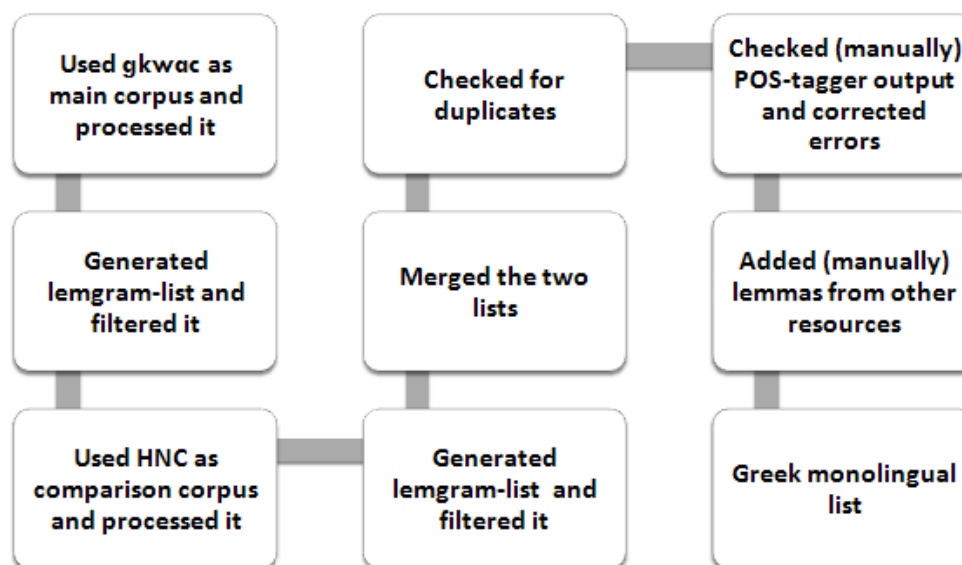 Used gkwac as
main corpus and
processed it
Generated
lemgram-list and
filtered it
Used HNC as
comparison corpus
and processed it
Generated
lemgram-list and
filtered it
Merged the two
lists
Checked for
duplicates
Checked (manually)
POS-tagger output
and corrected
errors
Added (manually)
lemmas from other
resources
Greek monolingual
list